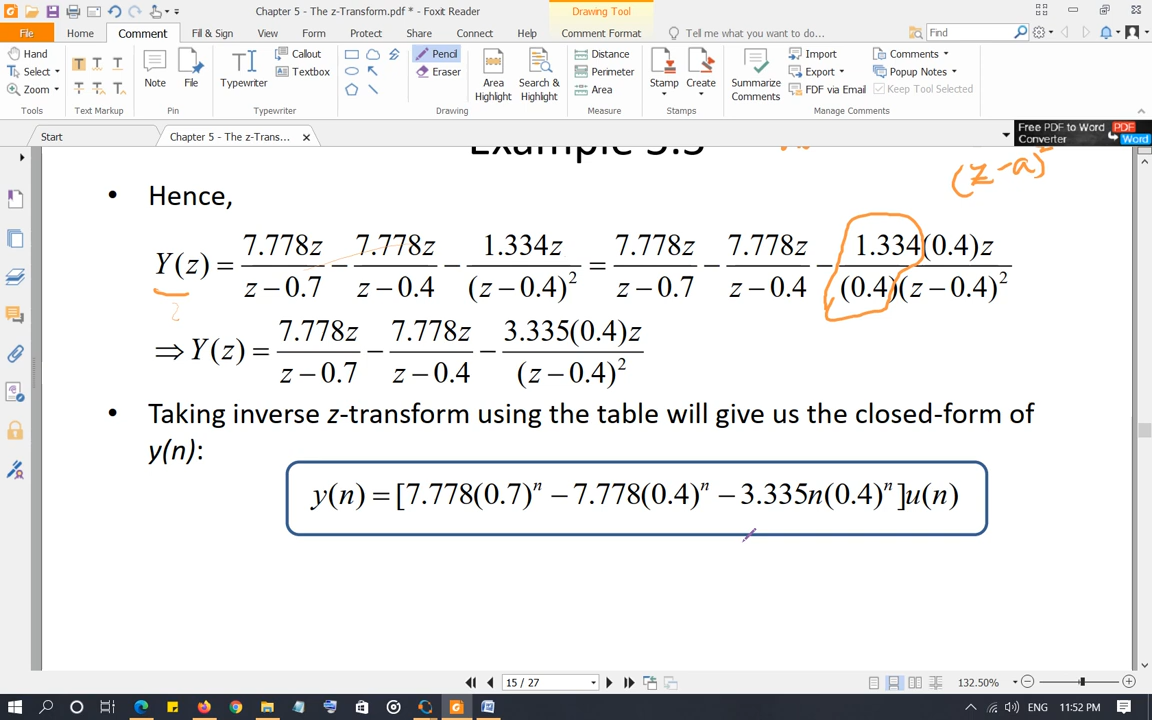 Chapter 5 - The z-Transform.pdf * - Foxit Reader
Drawing Tool
File Home Comment Fill & Sign View Form Protect Share Connect Help Comment Format Tell me what you want to do... Find
Hand
Select
Zoom
Tools
Text Markup
Note
File
Pin
Typewriter
Callout
Textbox
Typewriter
Pencil
Eraser
Drawing
Area Highlight
Search & Highlight
Distance
Perimeter
Area
Measure
Stamp
Create
Stamps
Summarize Comments
Import
Export
FDF via Email
Comments
Popup Notes
Keep Tool Selected
Manage Comments
Start
Chapter 5 - The z-Trans...
Free PDF to Word Converter
PDF Word
(z-a)²
• Hence,
Y(z) = 7.778z/(z − 0.7) − 7.778z/(z − 0.4) − 1.334z/(z − 0.4)² = 7.778z/(z − 0.7) − 7.778z/(z − 0.4) − 1.334(0.4)z/(0.4)(z − 0.4)²
⇒ Y(z) = 7.778z/(z − 0.7) − 7.778z/(z − 0.4) − 3.335(0.4)z/(z − 0.4)²
• Taking inverse z-transform using the table will give us the closed-form of
y(n):
y(n) = [7.778(0.7)ⁿ − 7.778(0.4)ⁿ − 3.335n(0.4)ⁿ]u(n)
15 / 27
132.50%
ENG 11:52 PM